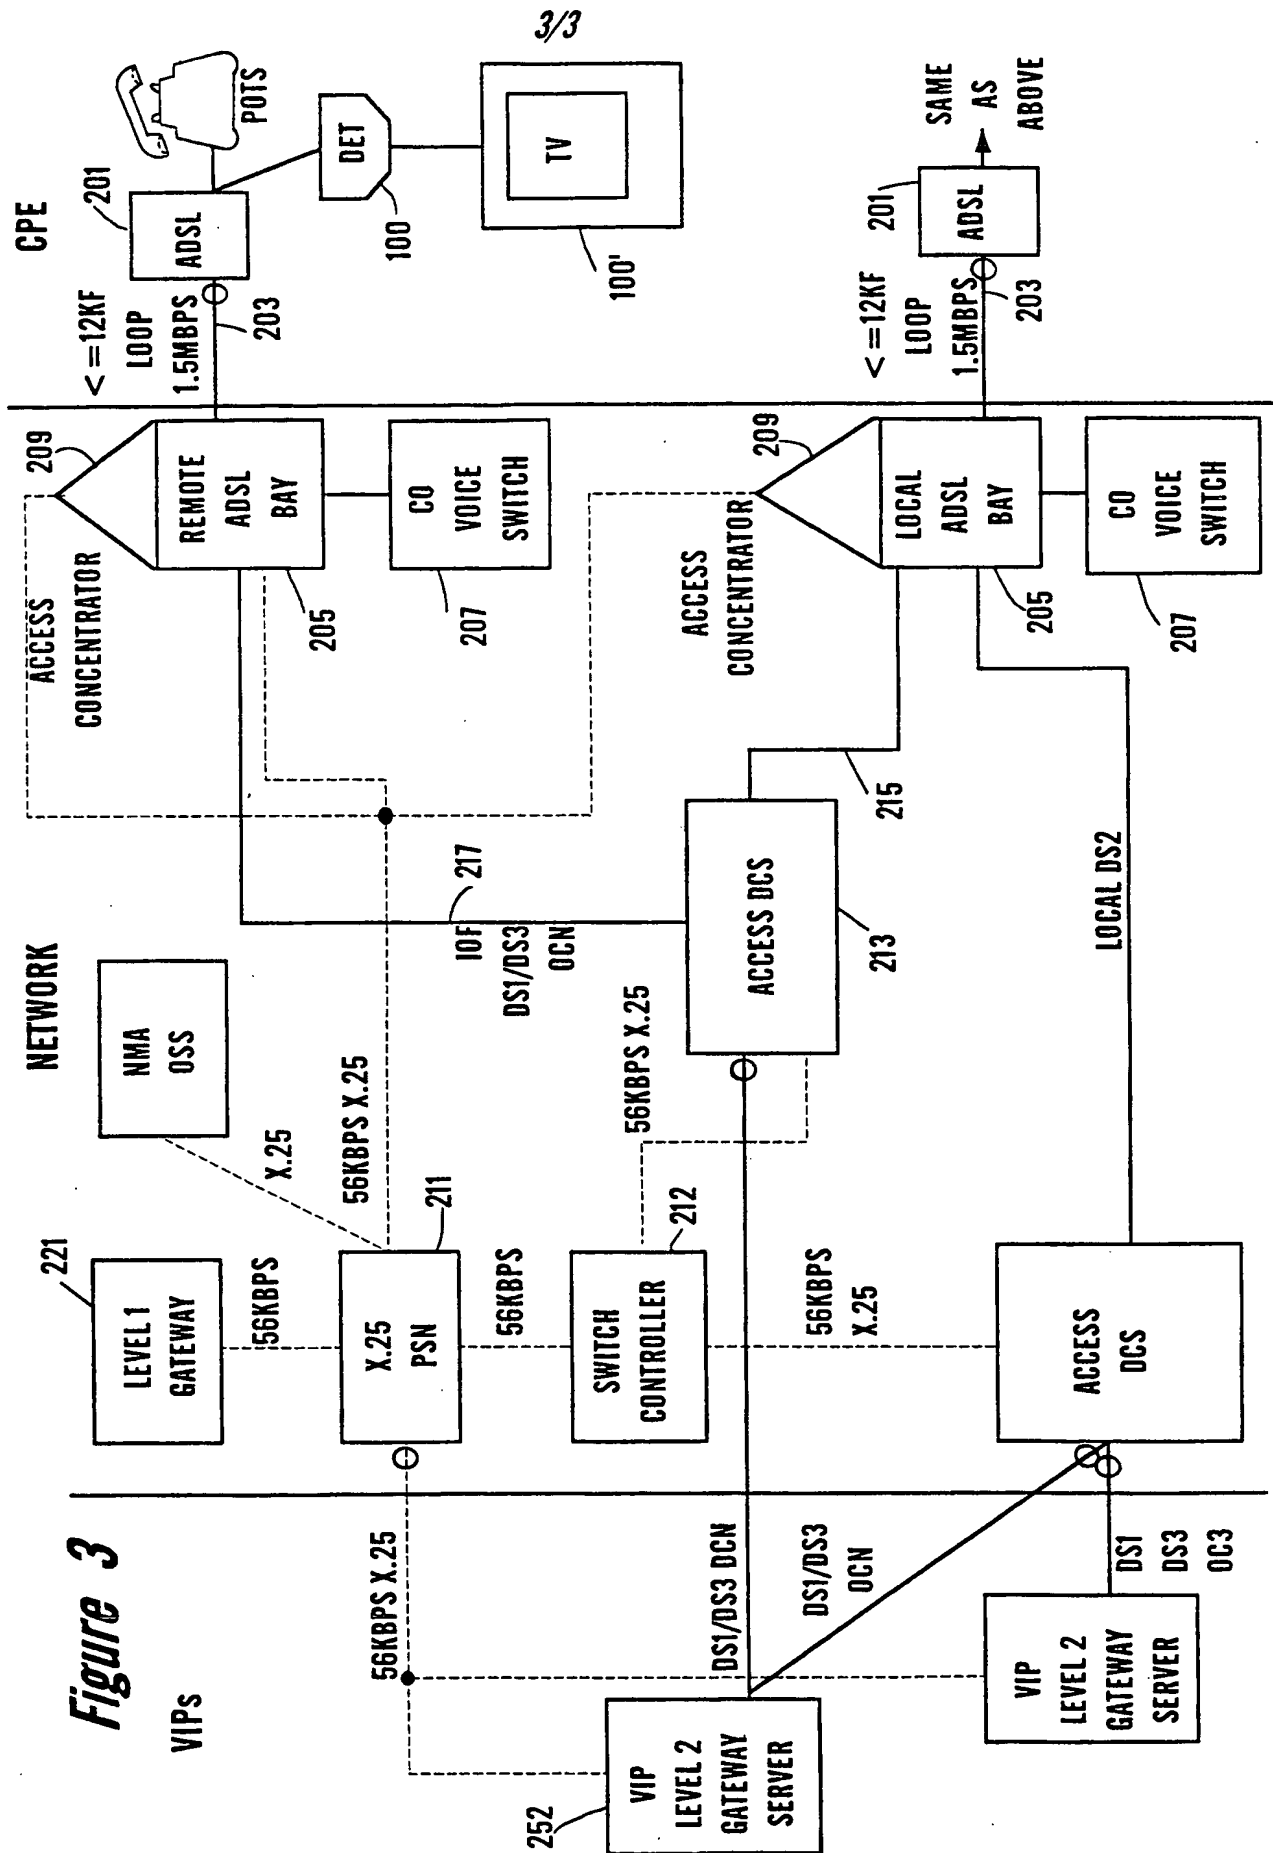 3/3
Figure 3
VIPs
NETWORK
CPE
221
LEVEL 1
GATEWAY
56KBPS
NMA
OSS
X.25
X.25
PSN
211
56KBPS X.25
56KBPS X.25
56KBPS
SWITCH
CONTROLLER
212
56KBPS X.25
56KBPS
X.25
252
VIP
LEVEL 2
GATEWAY
SERVER
DS1/DS3 DCN
DS1/DS3
OCN
VIP
LEVEL 2
GATEWAY
SERVER
DS1
DS3
OC3
ACCESS
DCS
LOCAL DS2
ACCESS DCS
213
215
217
IOF
DS1/DS3
OCN
ACCESS
CONCENTRATOR
209
REMOTE
ADSL
BAY
205
CO
VOICE
SWITCH
207
ACCESS
CONCENTRATOR
209
LOCAL
ADSL
BAY
205
CO
VOICE
SWITCH
207
<=12KF
LOOP
1.5MBPS
203
201
ADSL
POTS
DET
100
TV
100'
<=12KF
LOOP
1.5MBPS
203
201
ADSL
SAME
AS
ABOVE